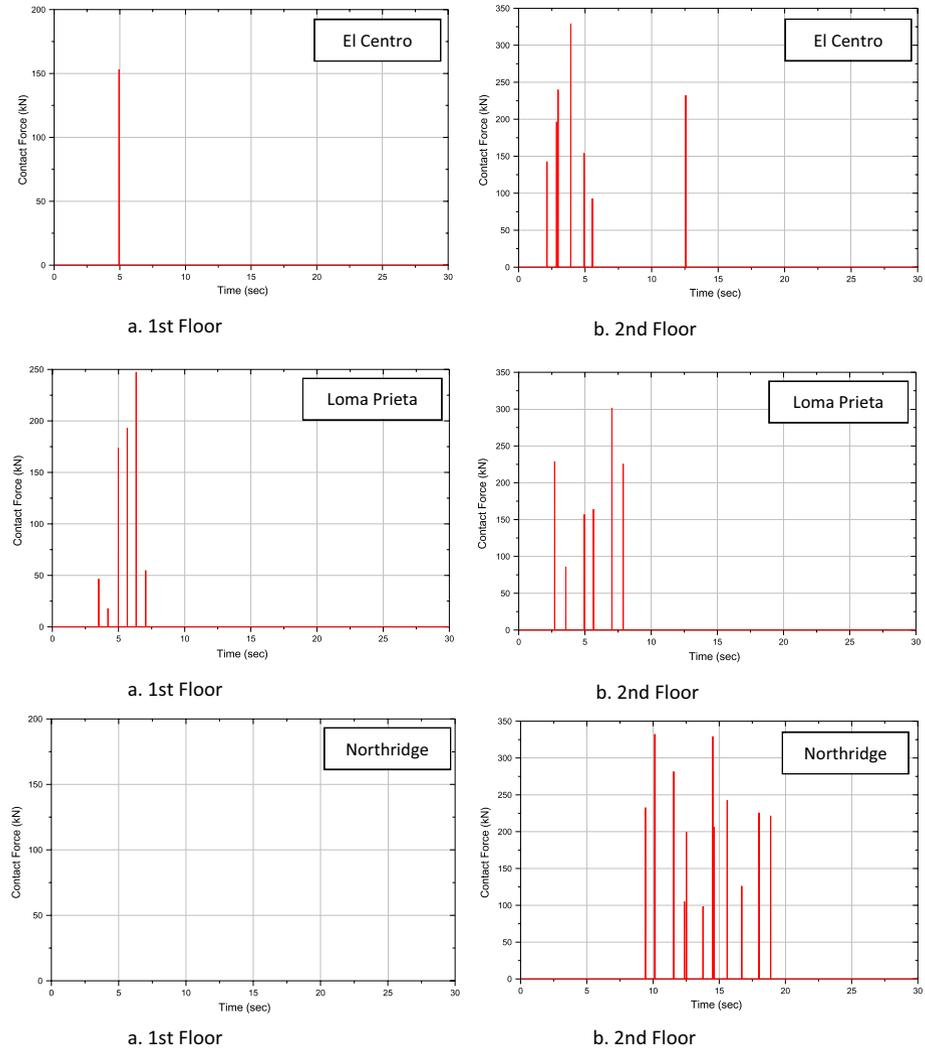 200
150
100
50
0
Contact Force (kN)
El Centro
0 5 10 15 20 25 30
Time (sec)
a. 1st Floor
350
300
250
200
150
100
50
0
Contact Force (kN)
El Centro
0 5 10 15 20 25 30
Time (sec)
b. 2nd Floor
250
200
150
100
50
0
Contact Force (kN)
Loma Prieta
0 5 10 15 20 25 30
Time (sec)
a. 1st Floor
350
300
250
200
150
100
50
0
Contact Force (kN)
Loma Prieta
0 5 10 15 20 25 30
Time (sec)
b. 2nd Floor
200
150
100
50
0
Contact Force (kN)
Northridge
0 5 10 15 20 25 30
Time (sec)
a. 1st Floor
350
300
250
200
150
100
50
0
Contact Force (kN)
Northridge
0 5 10 15 20 25 30
Time (sec)
b. 2nd Floor